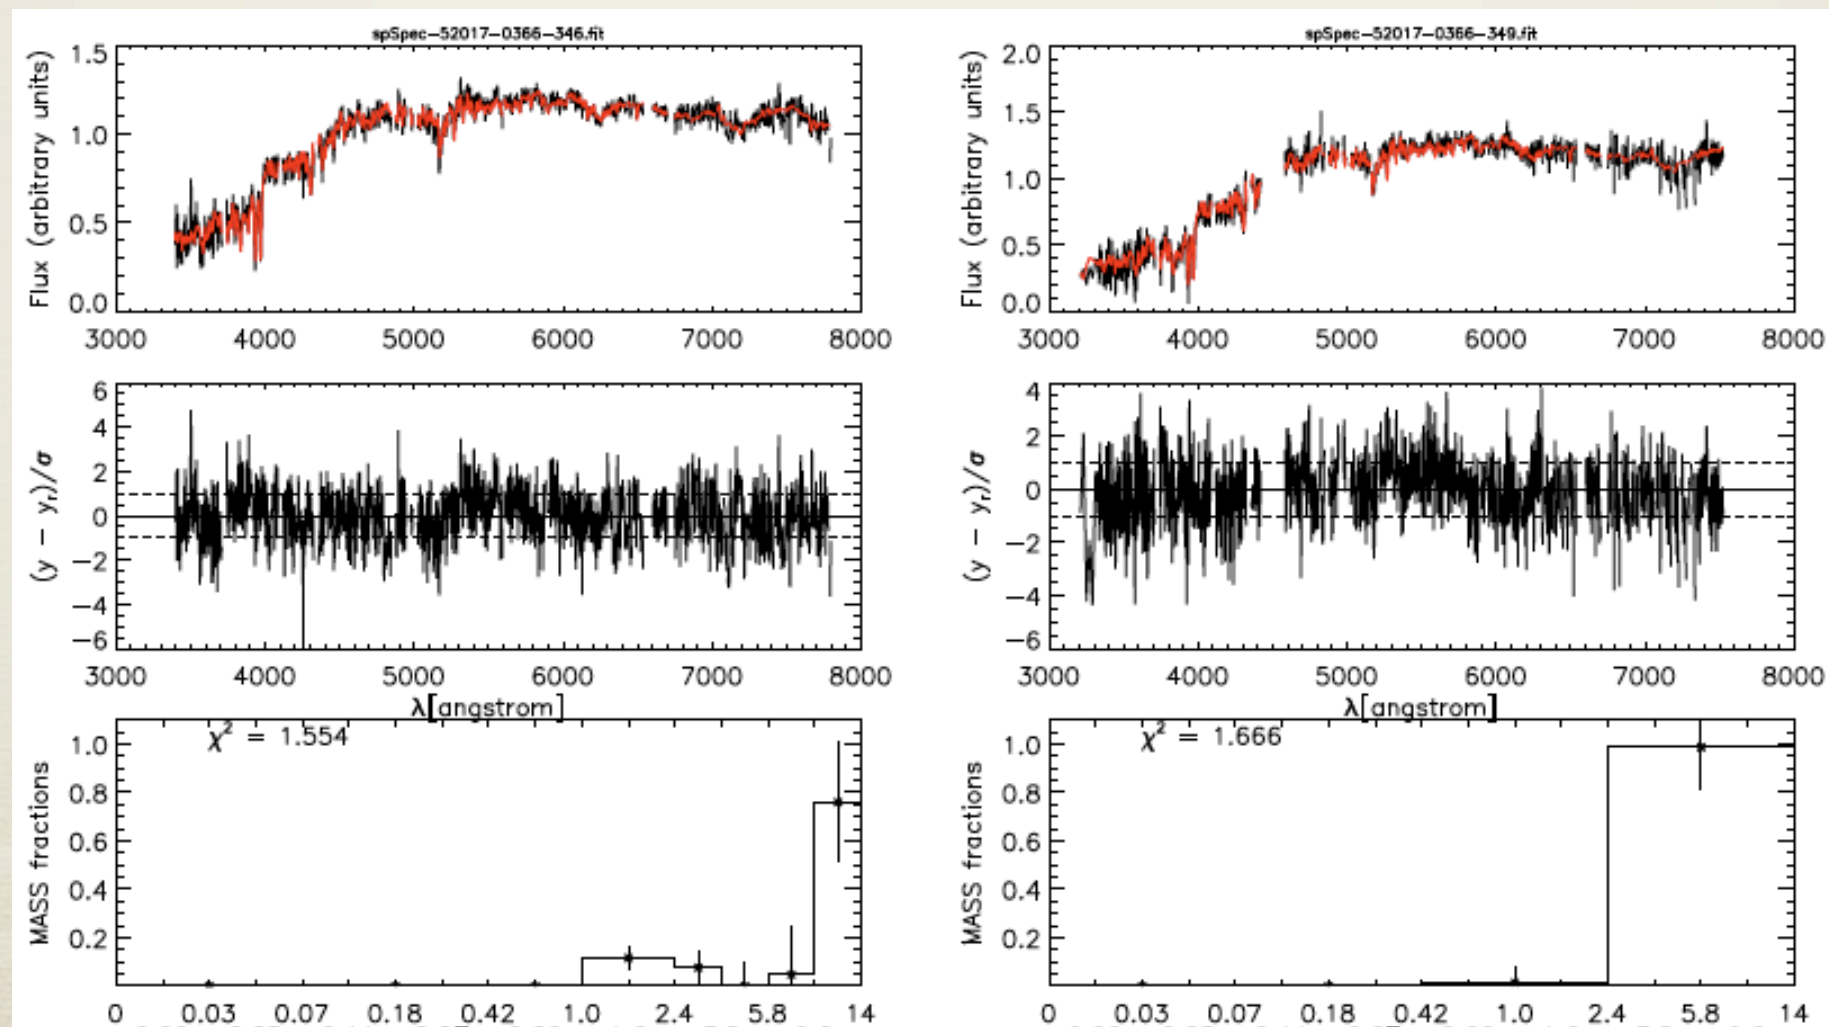 spSpec-52017-0366-346.fit
Flux (arbitrary units)
1.5
1.0
0.5
0.0
3000 4000 5000 6000 7000 8000
(y - yᵣ)/σ
6
4
2
0
-2
-4
-6
3000 4000 5000 6000 7000 8000
λ[angstrom]
MASS fractions
χ² = 1.554
1.0
0.8
0.6
0.4
0.2
0 0.03 0.07 0.18 0.42 1.0 2.4 5.8 14
spSpec-52017-0366-349.fit
Flux (arbitrary units)
2.0
1.5
1.0
0.5
0.0
3000 4000 5000 6000 7000 8000
(y - yᵣ)/σ
4
2
0
-2
-4
-6
3000 4000 5000 6000 7000 8000
λ[angstrom]
MASS fractions
χ² = 1.666
1.0
0.8
0.6
0.4
0.2
0 0.03 0.07 0.18 0.42 1.0 2.4 5.8 14